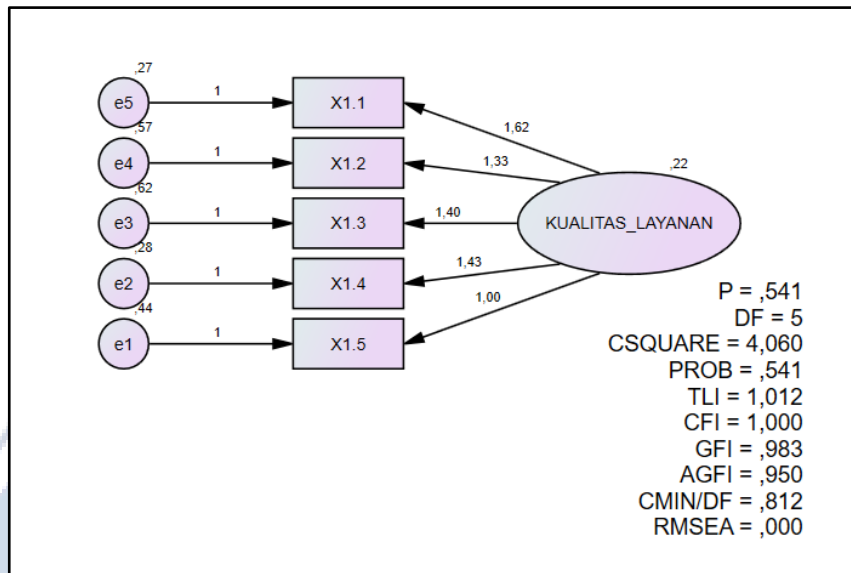 ,27
e5 1 X1.1
1,62
,57
e4 1 X1.2
1,33
,22
,62
e3 1 X1.3 1,40 KUALITAS_LAYANAN
,28
e2 1 X1.4
1,43
,44
e1 1 X1.5
1,00
P = ,541
DF = 5
CSQUARE = 4,060
PROB = ,541
TLI = 1,012
CFI = 1,000
GFI = ,983
AGFI = ,950
CMIN/DF = ,812
RMSEA = ,000